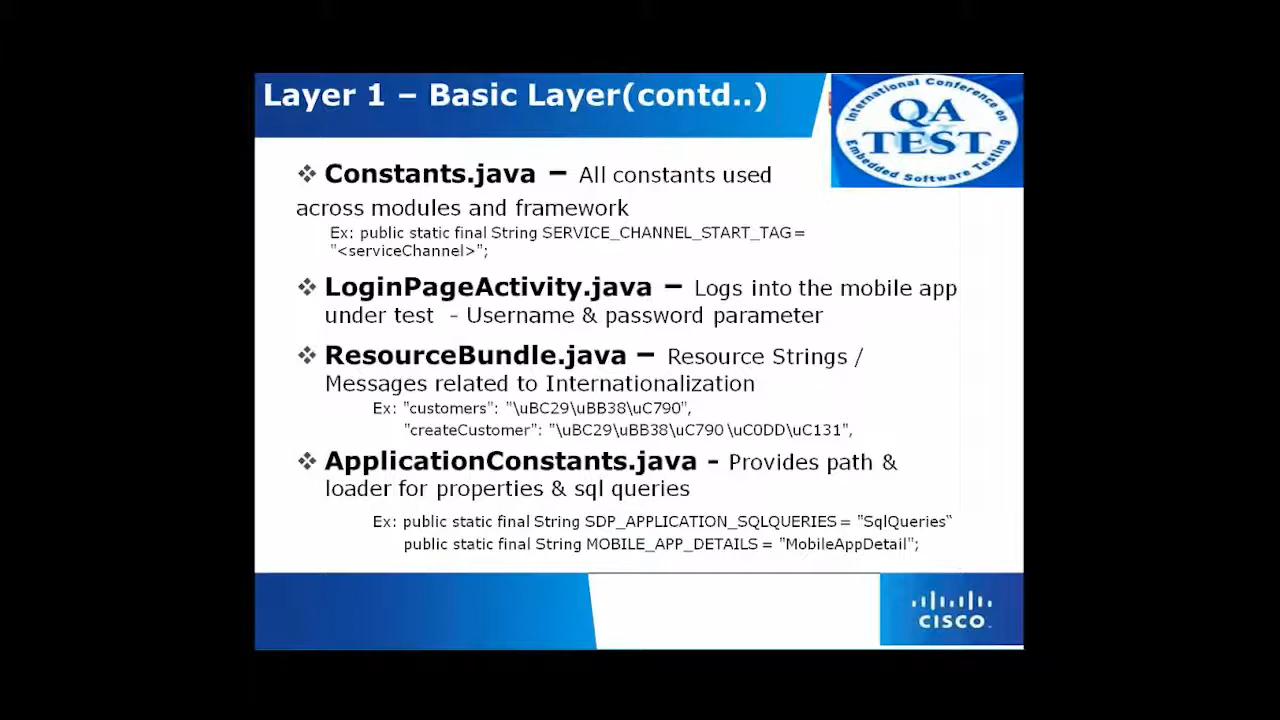 Layer 1 – Basic Layer(contd..)
International Conference on
QA
&
TEST
Embedded Software Testing
❖ Constants.java – All constants used
across modules and framework
Ex: public static final String SERVICE_CHANNEL_START_TAG =
"<serviceChannel>";
❖ LoginPageActivity.java – Logs into the mobile app
under test - Username & password parameter
❖ ResourceBundle.java – Resource Strings /
Messages related to Internationalization
Ex: "customers": "\uBC29\uBB38\uC790",
"createCustomer": "\uBC29\uBB38\uC790 \uC0DD\uC131",
❖ ApplicationConstants.java - Provides path &
loader for properties & sql queries
Ex: public static final String SDP_APPLICATION_SQLQUERIES = "SqlQueries"
public static final String MOBILE_APP_DETAILS = "MobileAppDetail";
CISCO